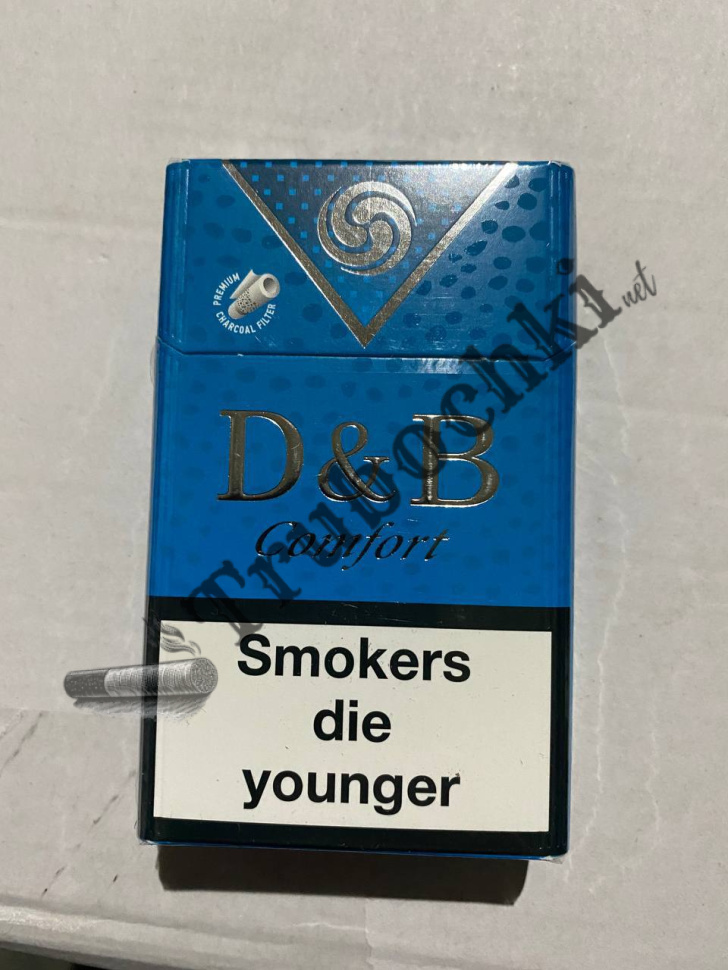 PREMIUM
CHARCOAL FILTER
D&B
Comfort
Trubochki.net
Smokers
die
younger